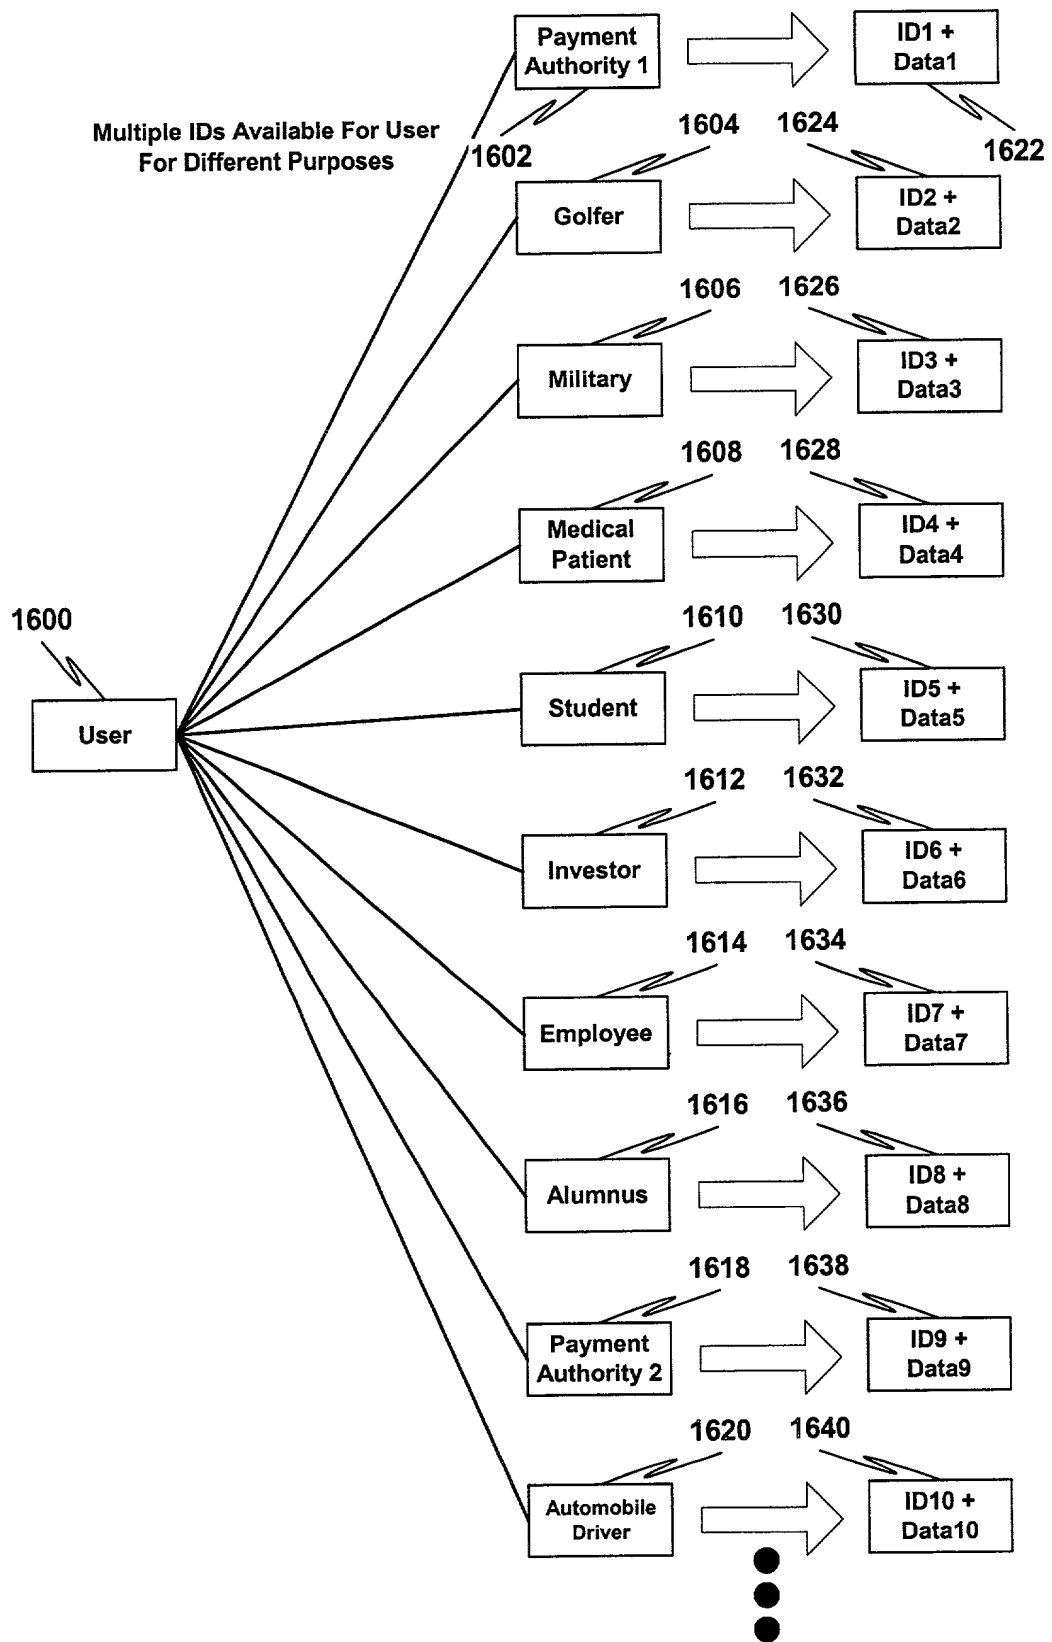 Payment
Authority 1
ID1 +
Data1
Multiple IDs Available For User
For Different Purposes
1602
1604
1624
1622
Golfer
ID2 +
Data2
1606
1626
Military
ID3 +
Data3
1608
1628
Medical
Patient
ID4 +
Data4
1600
1610
1630
User
Student
ID5 +
Data5
1612
1632
Investor
ID6 +
Data6
1614
1634
Employee
ID7 +
Data7
1616
1636
Alumnus
ID8 +
Data8
1618
1638
Payment
Authority 2
ID9 +
Data9
1620
1640
Automobile
Driver
ID10 +
Data10